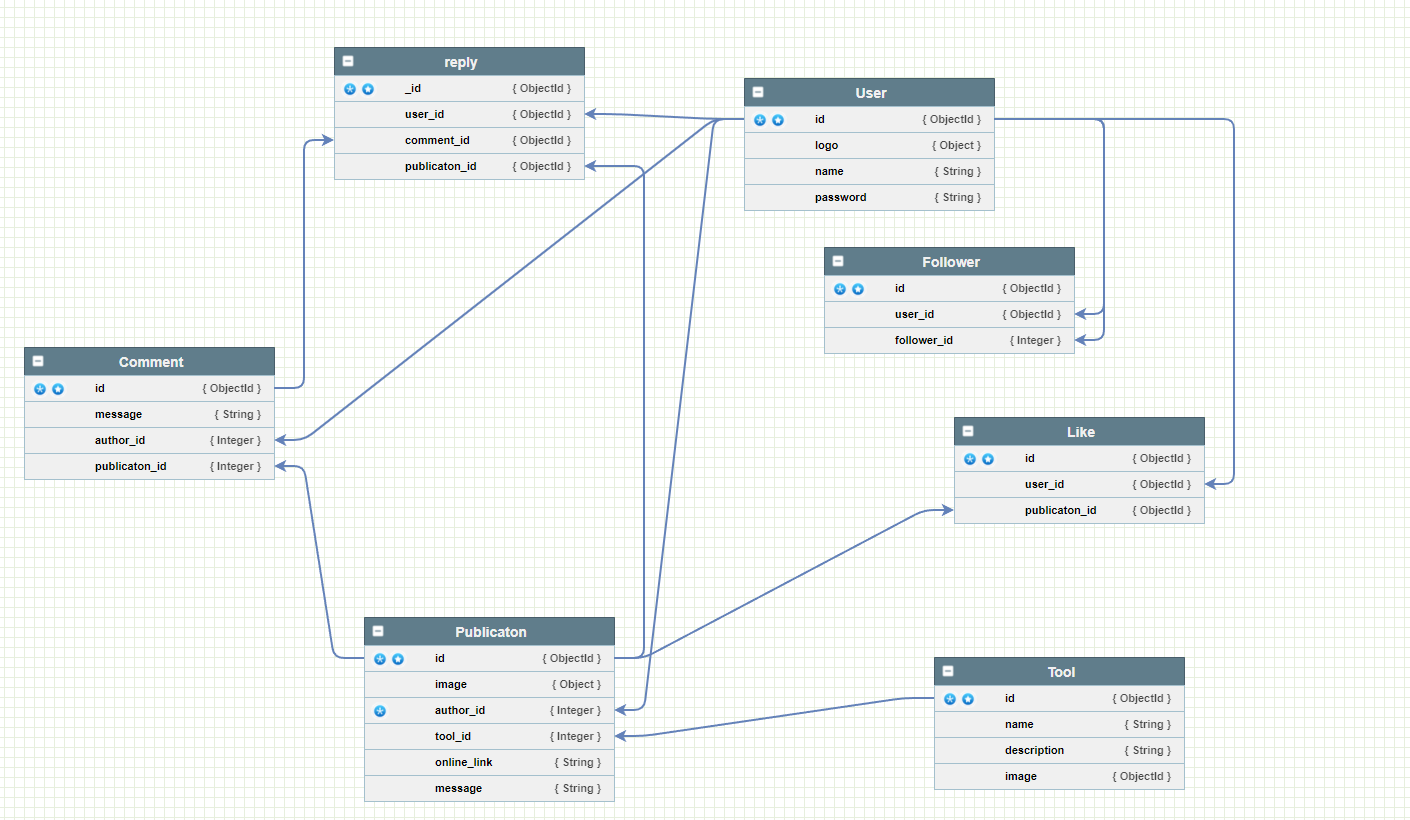 reply
_id { ObjectId }
user_id { ObjectId }
comment_id { ObjectId }
publicaton_id { ObjectId }
User
id { ObjectId }
logo { Object }
name { String }
password { String }
Follower
id { ObjectId }
user_id { ObjectId }
follower_id { Integer }
Comment
id { ObjectId }
message { String }
author_id { Integer }
publicaton_id { Integer }
Like
id { ObjectId }
user_id { ObjectId }
publicaton_id { ObjectId }
Publicaton
id { ObjectId }
image { Object }
author_id { Integer }
tool_id { Integer }
online_link { String }
message { String }
Tool
id { ObjectId }
name { String }
description { String }
image { ObjectId }